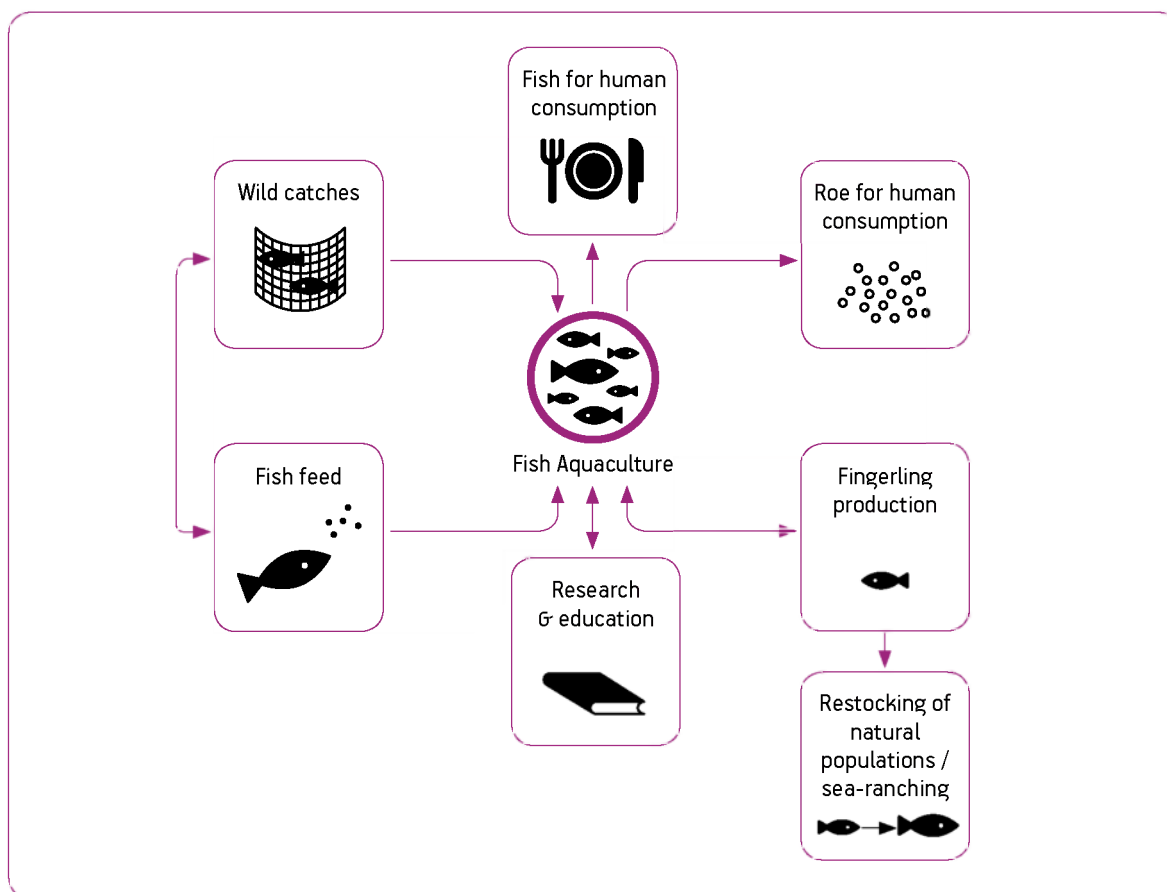 Fish for human
consumption
Wild catches
Roe for human
consumption
Fish Aquaculture
Fish feed
Fingerling
production
Research
& education
Restocking of
natural
populations /
sea-ranching